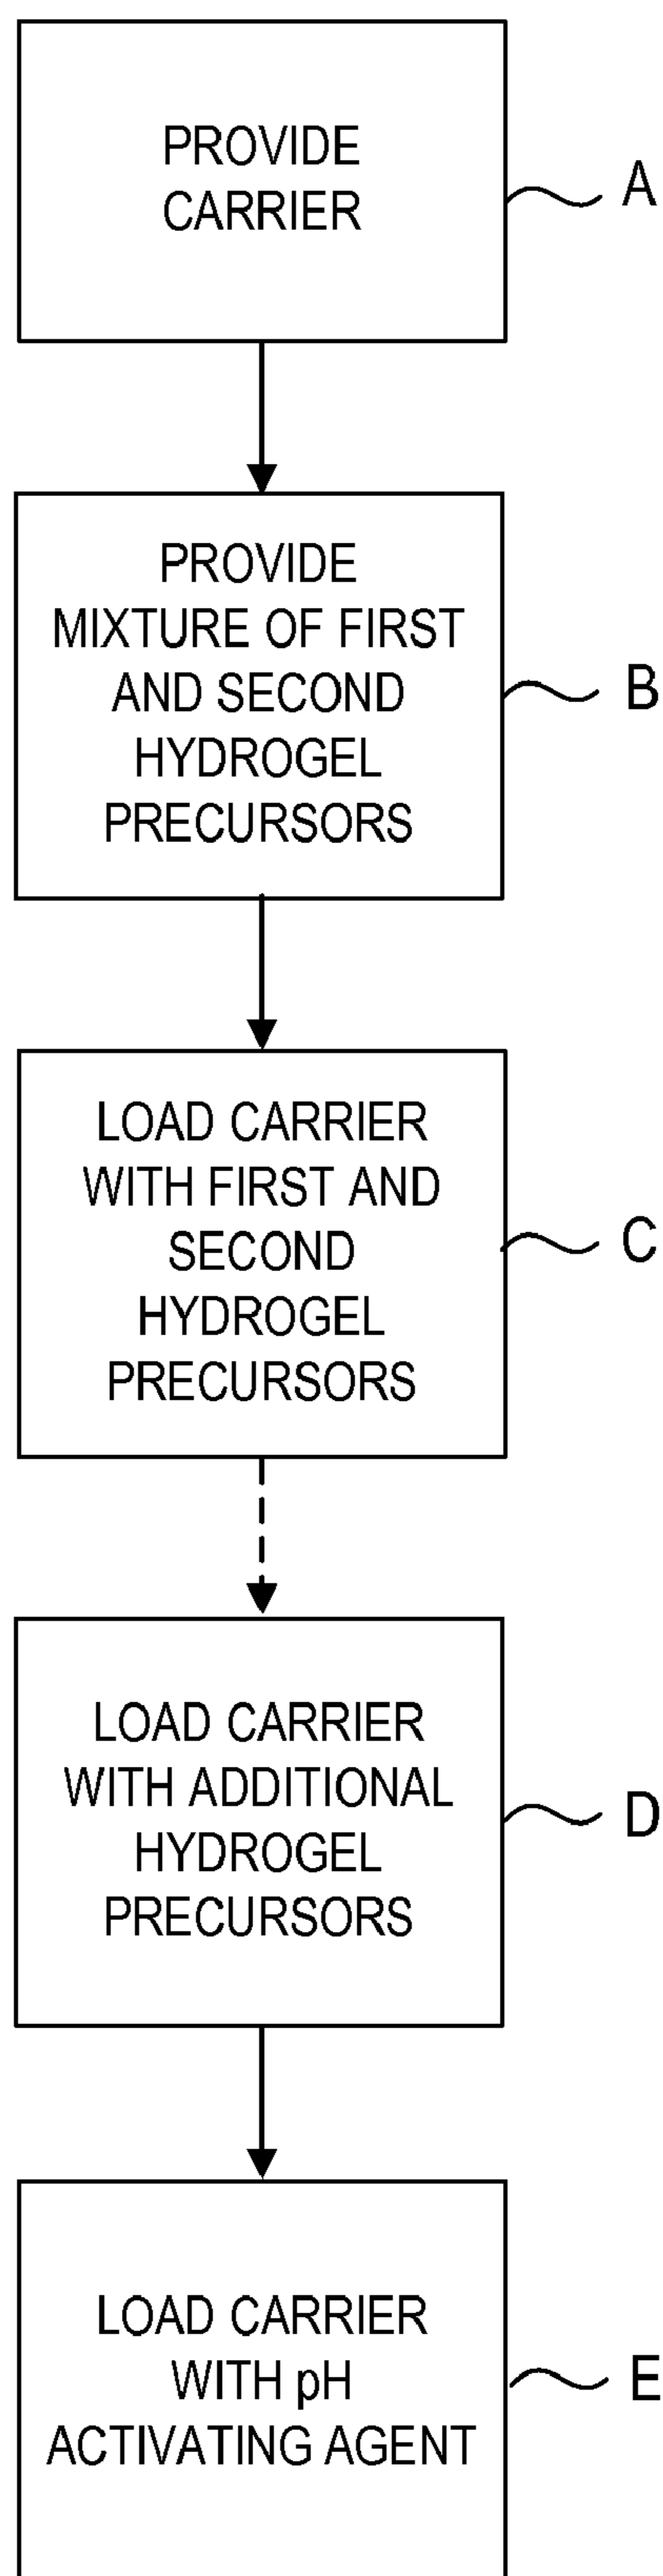 PROVIDE
CARRIER
A
PROVIDE
MIXTURE OF FIRST
AND SECOND
HYDROGEL
PRECURSORS
B
LOAD CARRIER
WITH FIRST AND
SECOND
HYDROGEL
PRECURSORS
C
LOAD CARRIER
WITH ADDITIONAL
HYDROGEL
PRECURSORS
D
LOAD CARRIER
WITH pH
ACTIVATING AGENT
E